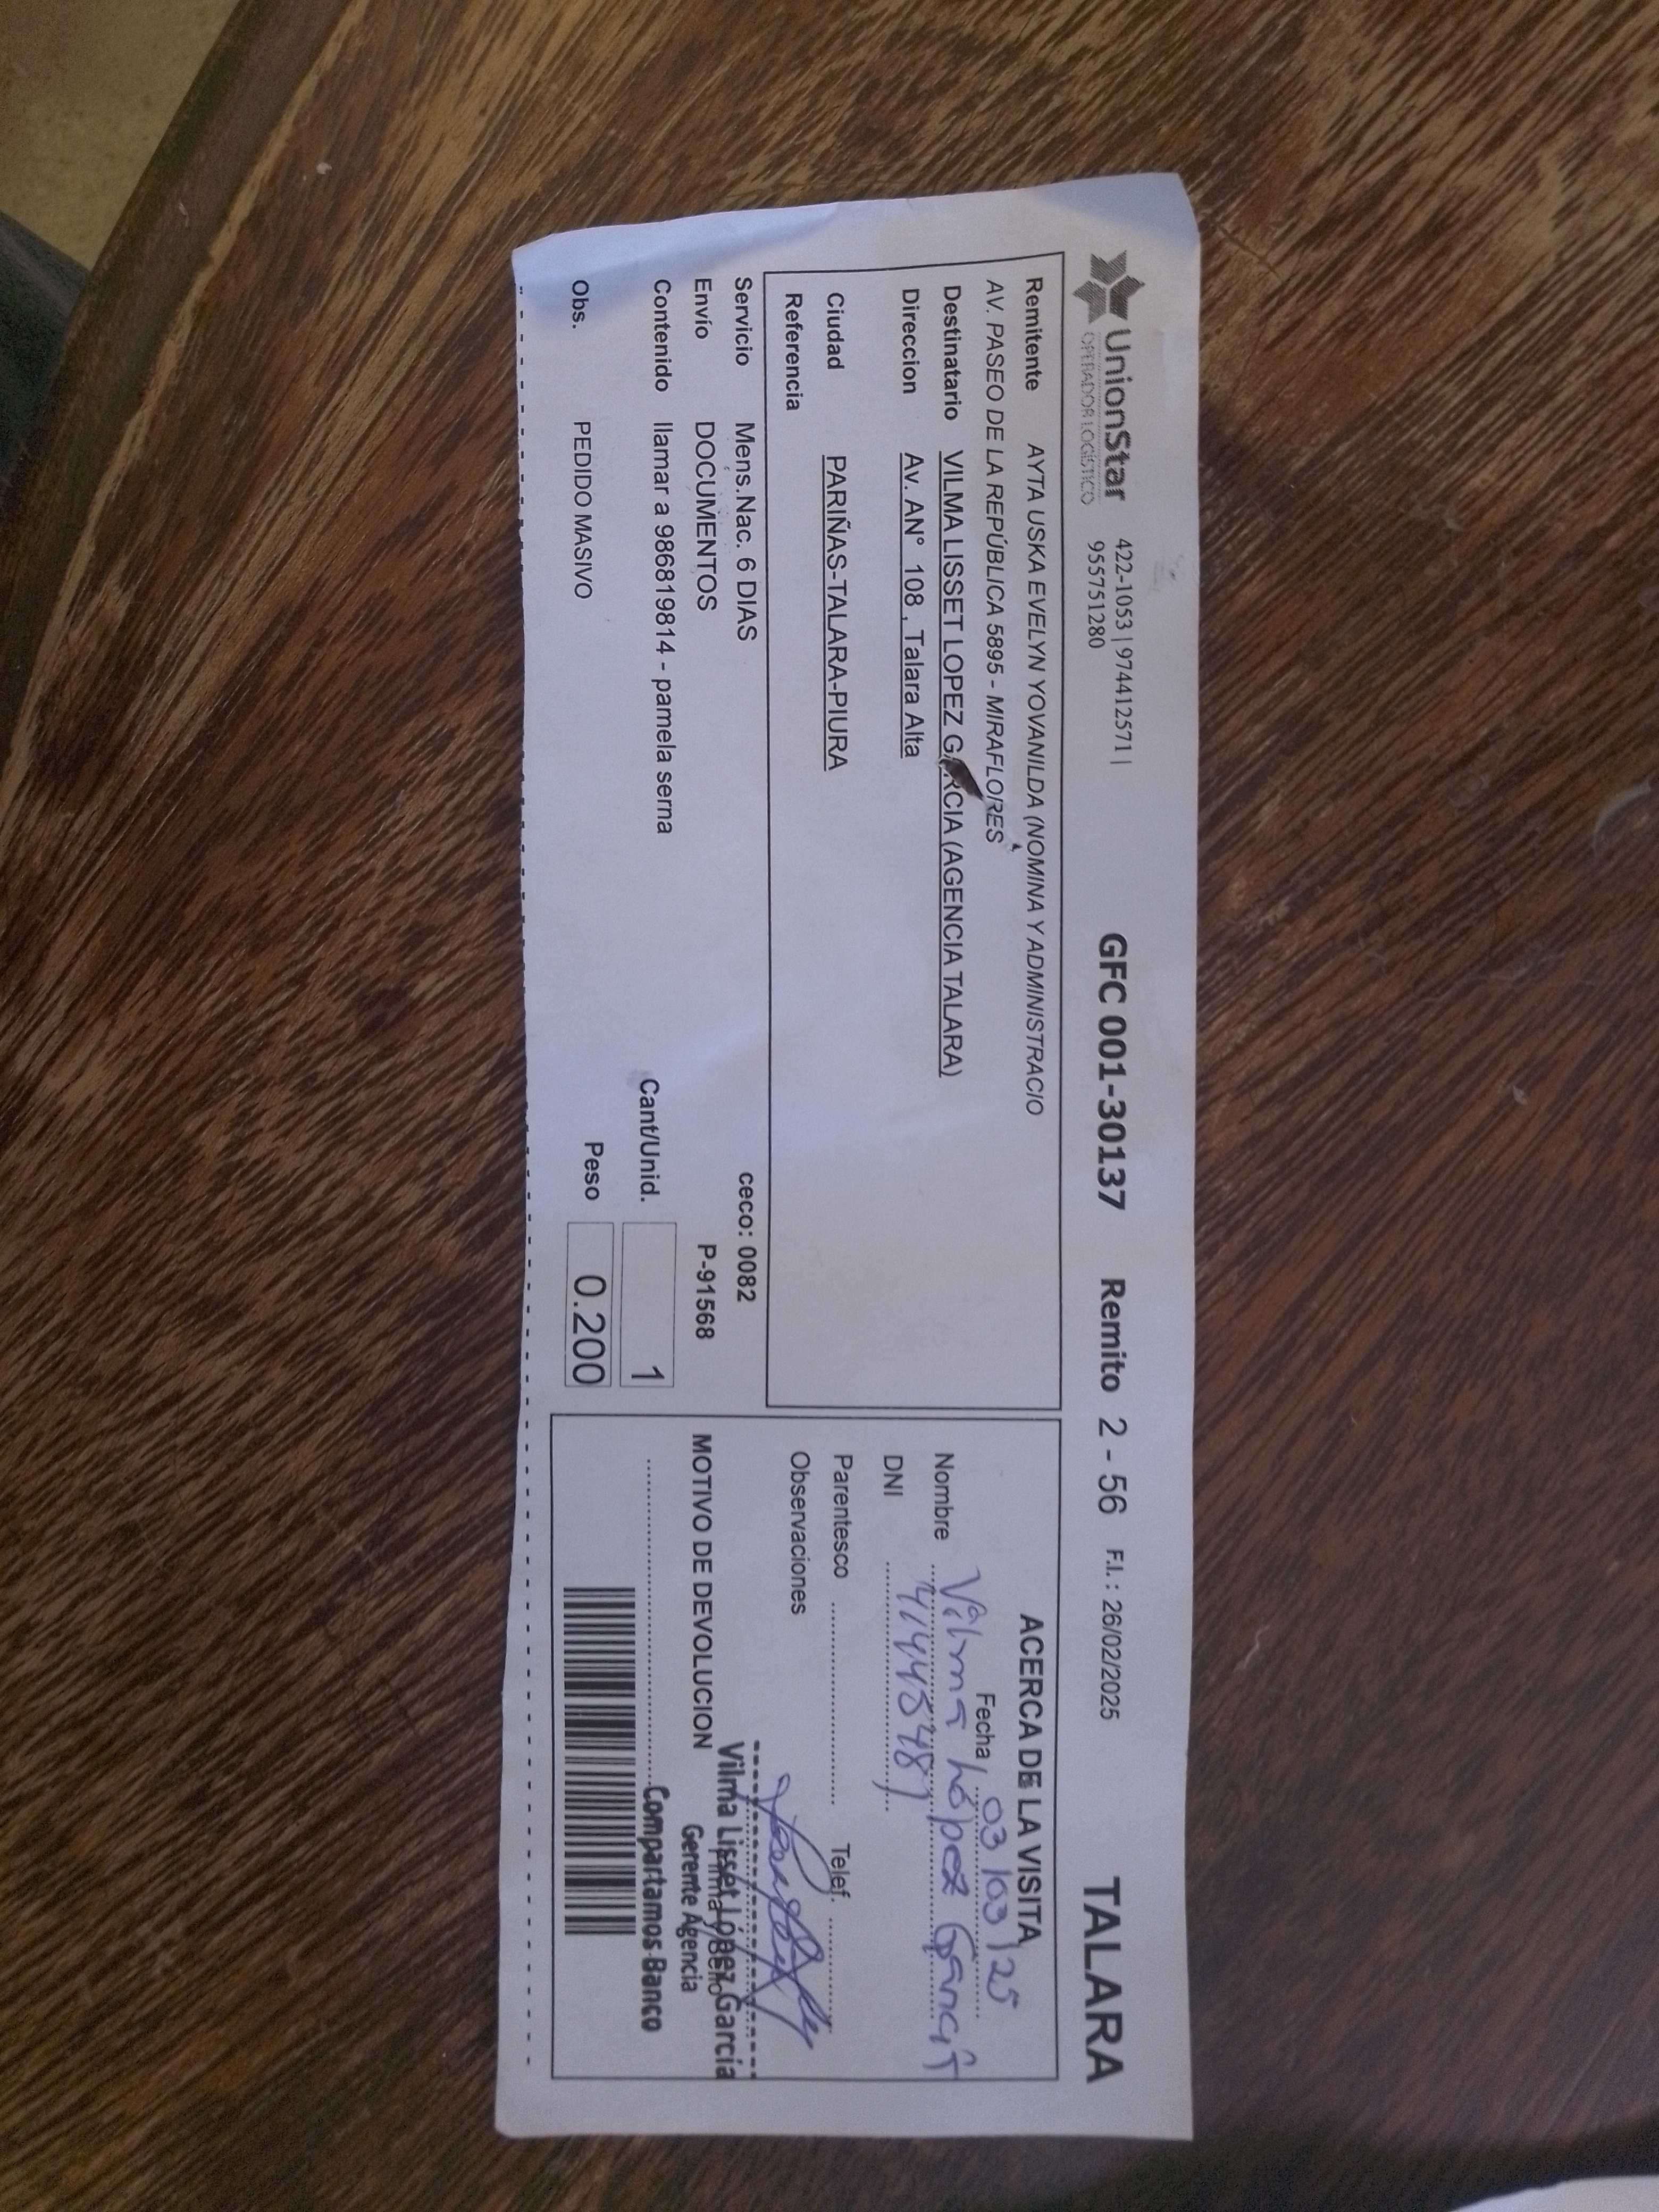 UnionStar
OPERADOR LOGÍSTICO
422-1053 | 974412571 |
955751280
GFC 001-30137
Remito 2 - 56
F.I. : 26/02/2025
TALARA
Remitente AYTA USKA EVELYN YOVANILDA (NOMINA Y ADMINISTRACIO
AV. PASEO DE LA REPÚBLICA 5895 - MIRAFLORES
Destinatario VILMA LISSET LOPEZ GARCIA (AGENCIA TALARA)
Direccion Av. AN° 108 , Talara Alta
Ciudad PARIÑAS-TALARA-PIURA
Referencia
Servicio Mens.Nac. 6 DIAS
ceco: 0082
Envío DOCUMENTOS
P-91568
Contenido llamar a 986819814 - pamela serna
Cant/Unid. 1
Obs. PEDIDO MASIVO
Peso 0.200
ACERCA DE LA VISITA
Fecha 03/03/25
Nombre Vilma López García
DNI
Parentesco
Telef.
Observaciones
MOTIVO DE DEVOLUCION
Vilma Lisset López García
Gerente Agencia
Compartamos Banco